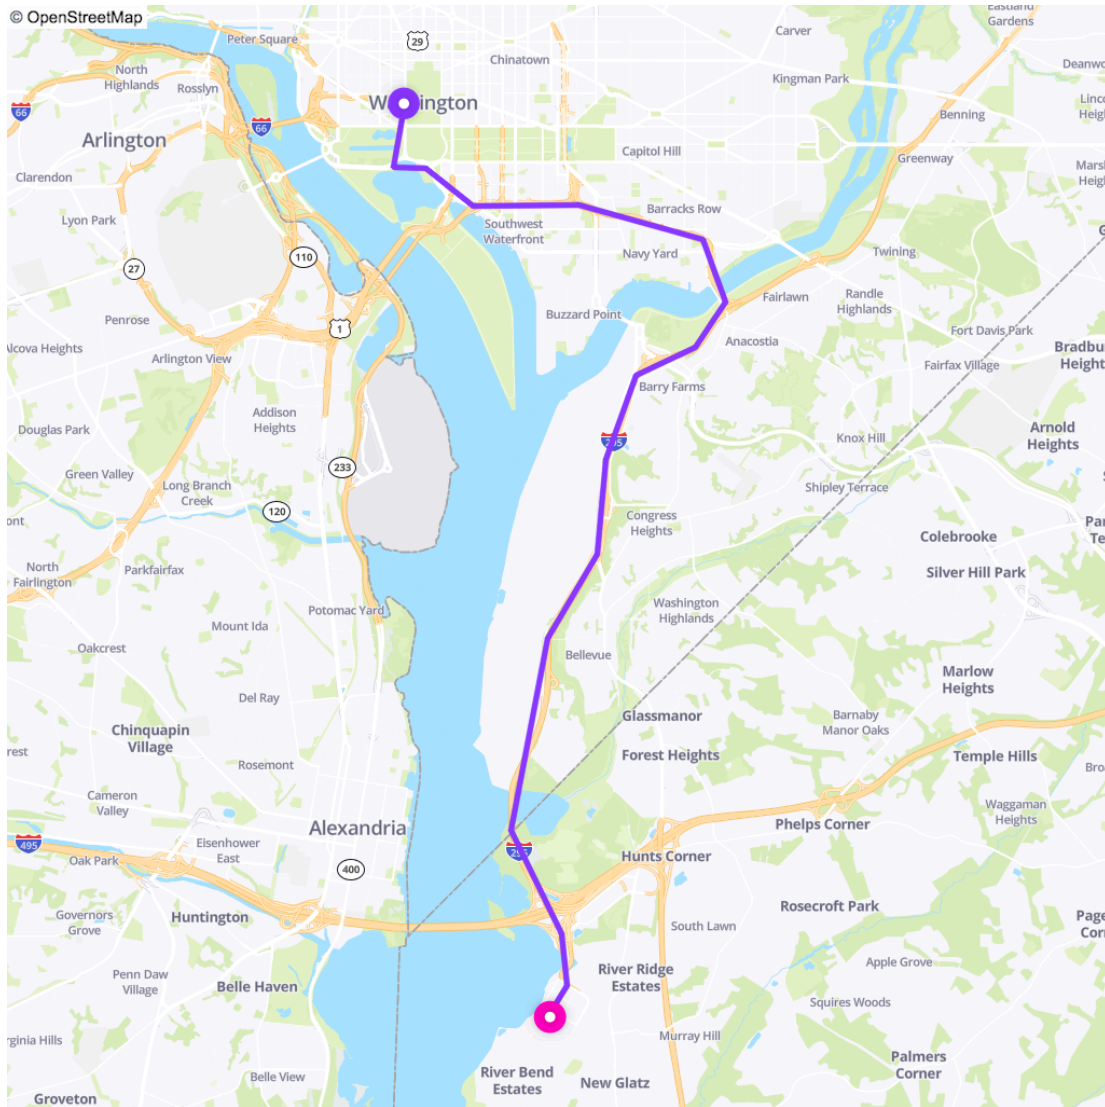 © OpenStreetMap
Eastland
Gardens
Peter Square
29
Carver
Chinatown
North
Highlands
Kingman Park
Rosslyn
66
66
Benning
Arlington
Capitol Hill
Greenway
Clarendon
Lyon Park
Barracks Row
Southwest
Waterfront
Navy Yard
Twining
110
27
Fairlawn
Randle
Highlands
Penrose
1
Buzzard Point
Fort Davis Park
Anacostia
Arlington View
Fairfax Village
Barry Farms
Addison
Heights
Douglas Park
Arnold
Heights
Knox Hill
233
Green Valley
Long Branch
Creek
Shipley Terrace
120
Congress
Heights
Colebrooke
North
Fairlington
Parkfairfax
Silver Hill Park
Potomac Yard
Washington
Highlands
Mount Ida
Oakcrest
Bellevue
Marlow
Heights
Del Ray
Glassmanor
Barnaby
Manor Oaks
Chinquapin
Village
Forest Heights
Temple Hills
Rosemont
Cameron
Valley
Waggaman
Heights
Phelps Corner
Alexandria
495
Eisenhower
East
Oak Park
400
Hunts Corner
Rosecroft Park
Governors
Grove
Huntington
South Lawn
Apple Grove
Penn Daw
Village
Belle Haven
River Ridge
Estates
Squires Woods
Murray Hill
Palmers
Corner
Belle View
River Bend
Estates
New Glatz
Groveton